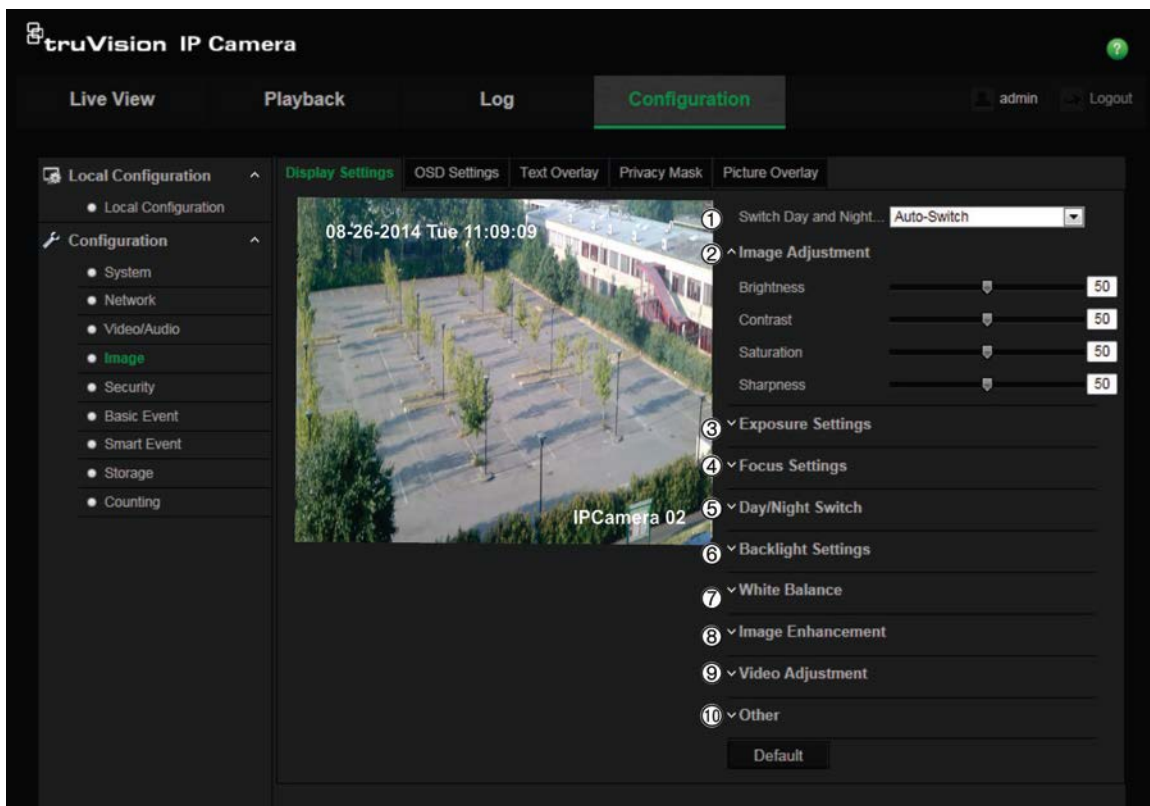 truVision IP Camera
?
Live View
Playback
Log
Configuration
admin
Logout
Local Configuration
Local Configuration
Configuration
System
Network
Video/Audio
Image
Security
Basic Event
Smart Event
Storage
Counting
Display Settings
OSD Settings
Text Overlay
Privacy Mask
Picture Overlay
08-26-2014 Tue 11:09:09
IPCamera 02
① Switch Day and Night... Auto-Switch
② Image Adjustment
Brightness 50
Contrast 50
Saturation 50
Sharpness 50
③ Exposure Settings
④ Focus Settings
⑤ Day/Night Switch
⑥ Backlight Settings
⑦ White Balance
⑧ Image Enhancement
⑨ Video Adjustment
⑩ Other
Default